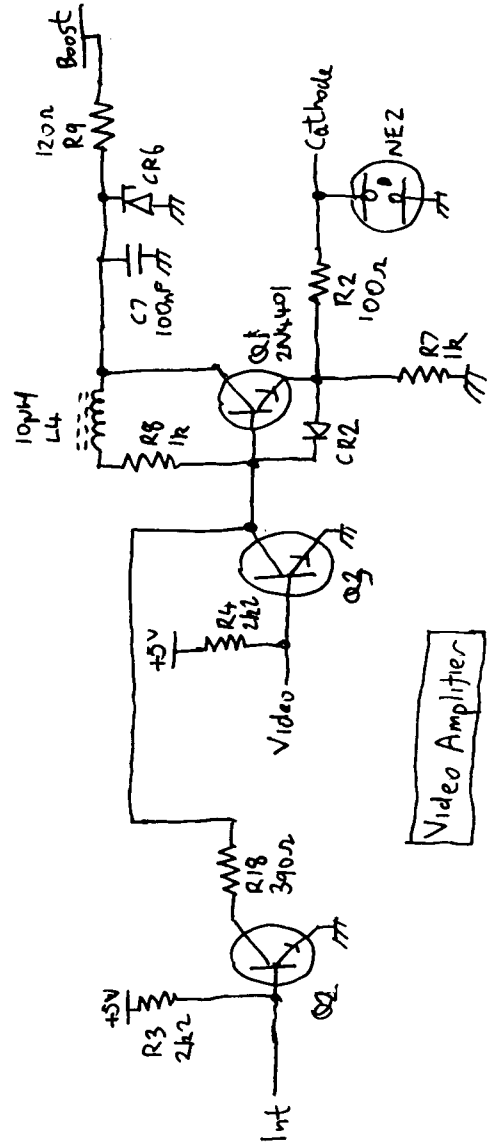 Int
+5V
R3
2k2
Q2
R18
390Ω
Video
+5V
R4
2k2
Q3
10µH
L4
R8
1k
Q1
2N4401
CR2
C7
100nF
CR6
120Ω
R9
Boost
R2
100Ω
R7
1k
Cathode
NE2
Video Amplifier